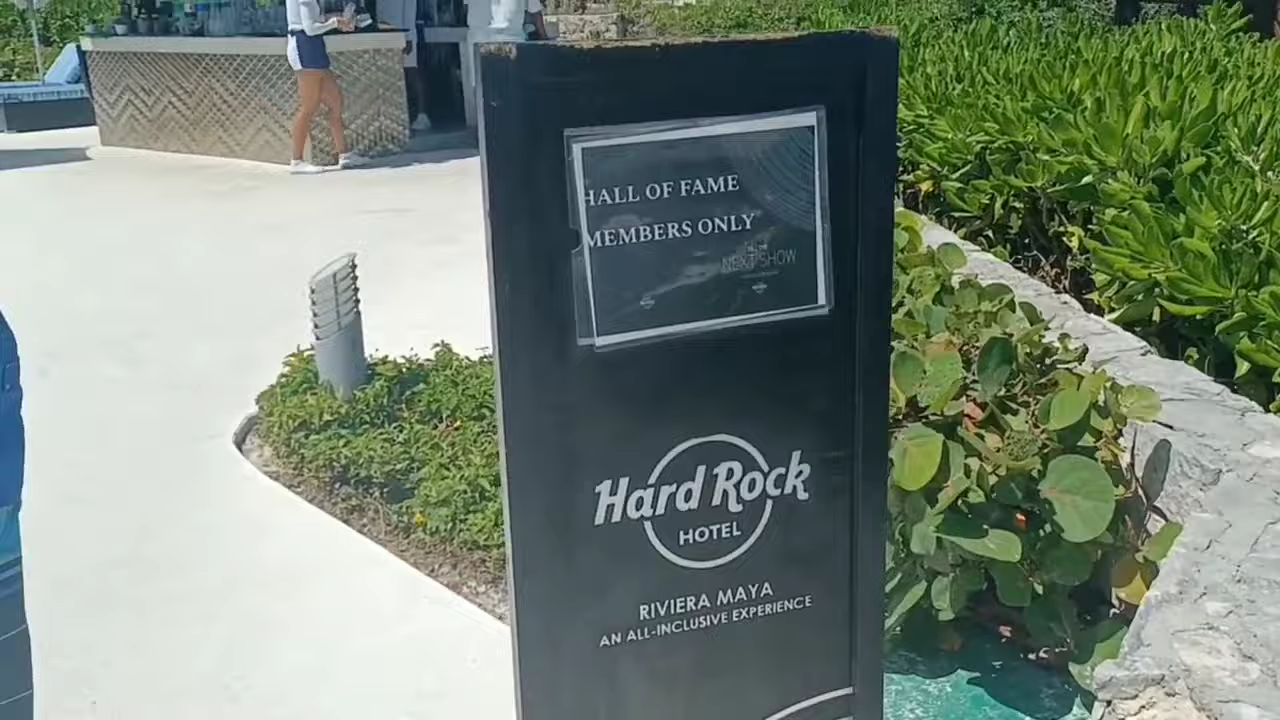 HALL OF FAME
MEMBERS ONLY
NEXT SHOW
Hard Rock
HOTEL
RIVIERA MAYA
AN ALL-INCLUSIVE EXPERIENCE